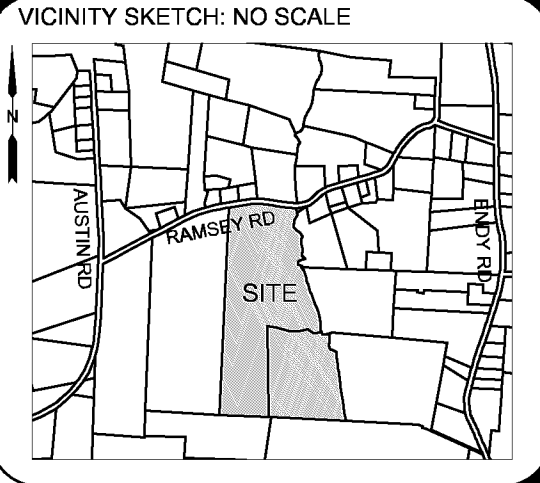 VICINITY SKETCH: NO SCALE
N
AUSTIN RD
RAMSEY RD
ENDY RD
SITE